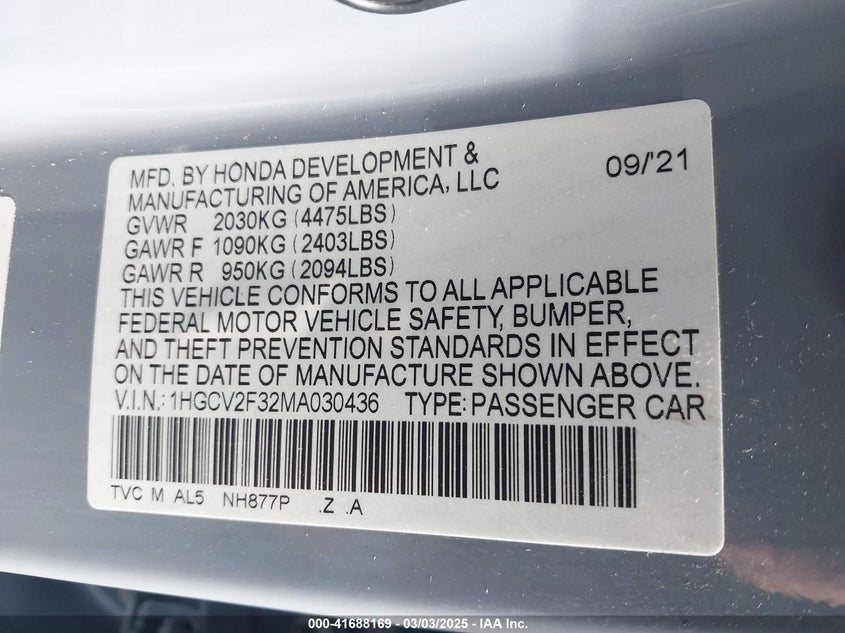 MFD. BY HONDA DEVELOPMENT &
MANUFACTURING OF AMERICA, LLC
09/'21
GVWR 2030KG (4475LBS)
GAWR F 1090KG (2403LBS)
GAWR R 950KG (2094LBS)
THIS VEHICLE CONFORMS TO ALL APPLICABLE
FEDERAL MOTOR VEHICLE SAFETY, BUMPER,
AND THEFT PREVENTION STANDARDS IN EFFECT
ON THE DATE OF MANUFACTURE SHOWN ABOVE.
V.I.N.: 1HGCV2F32MA030436 TYPE: PASSENGER CAR
TVC M AL5 NH877P .Z .A
000-41688169 - 03/03/2025 - IAA Inc.